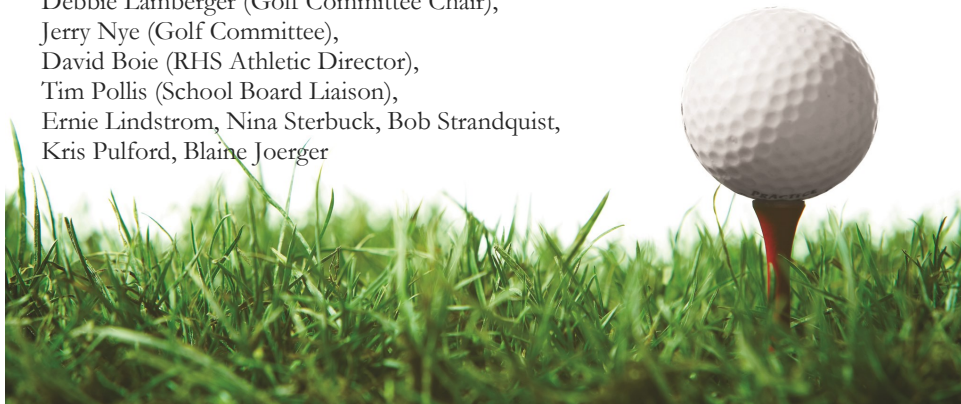 Debbie Lamberger (Golf Committee Chair),
Jerry Nye (Golf Committee),
David Boie (RHS Athletic Director),
Tim Pollis (School Board Liaison),
Ernie Lindstrom, Nina Sterbuck, Bob Strandquist,
Kris Pulford, Blaine Joerger
PRACTICE